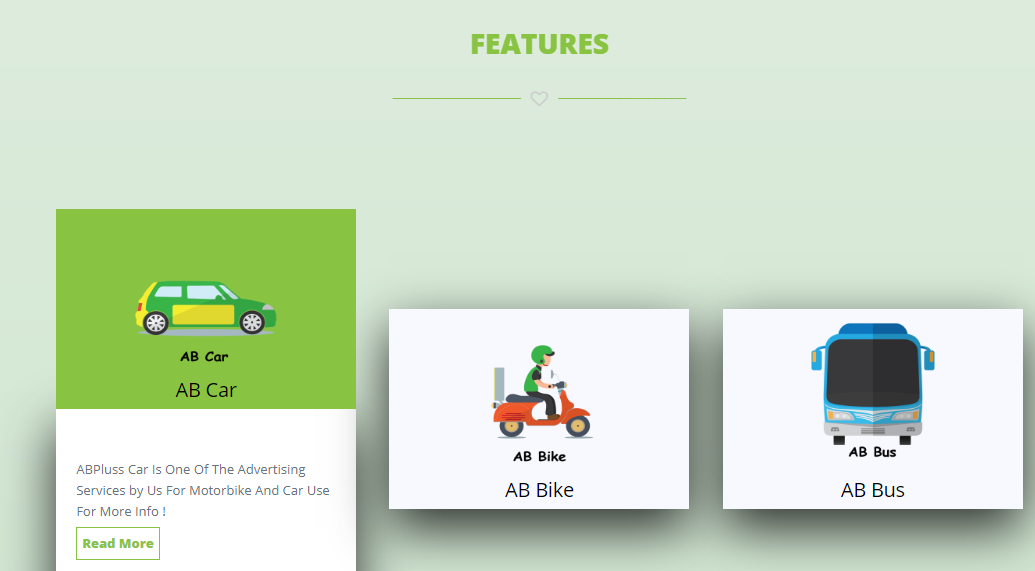 FEATURES
AB Car
AB Car
ABPluss Car Is One Of The Advertising
Services by Us For Motorbike And Car Use
For More Info !
Read More
AB Bike
AB Bike
AB Bus
AB Bus